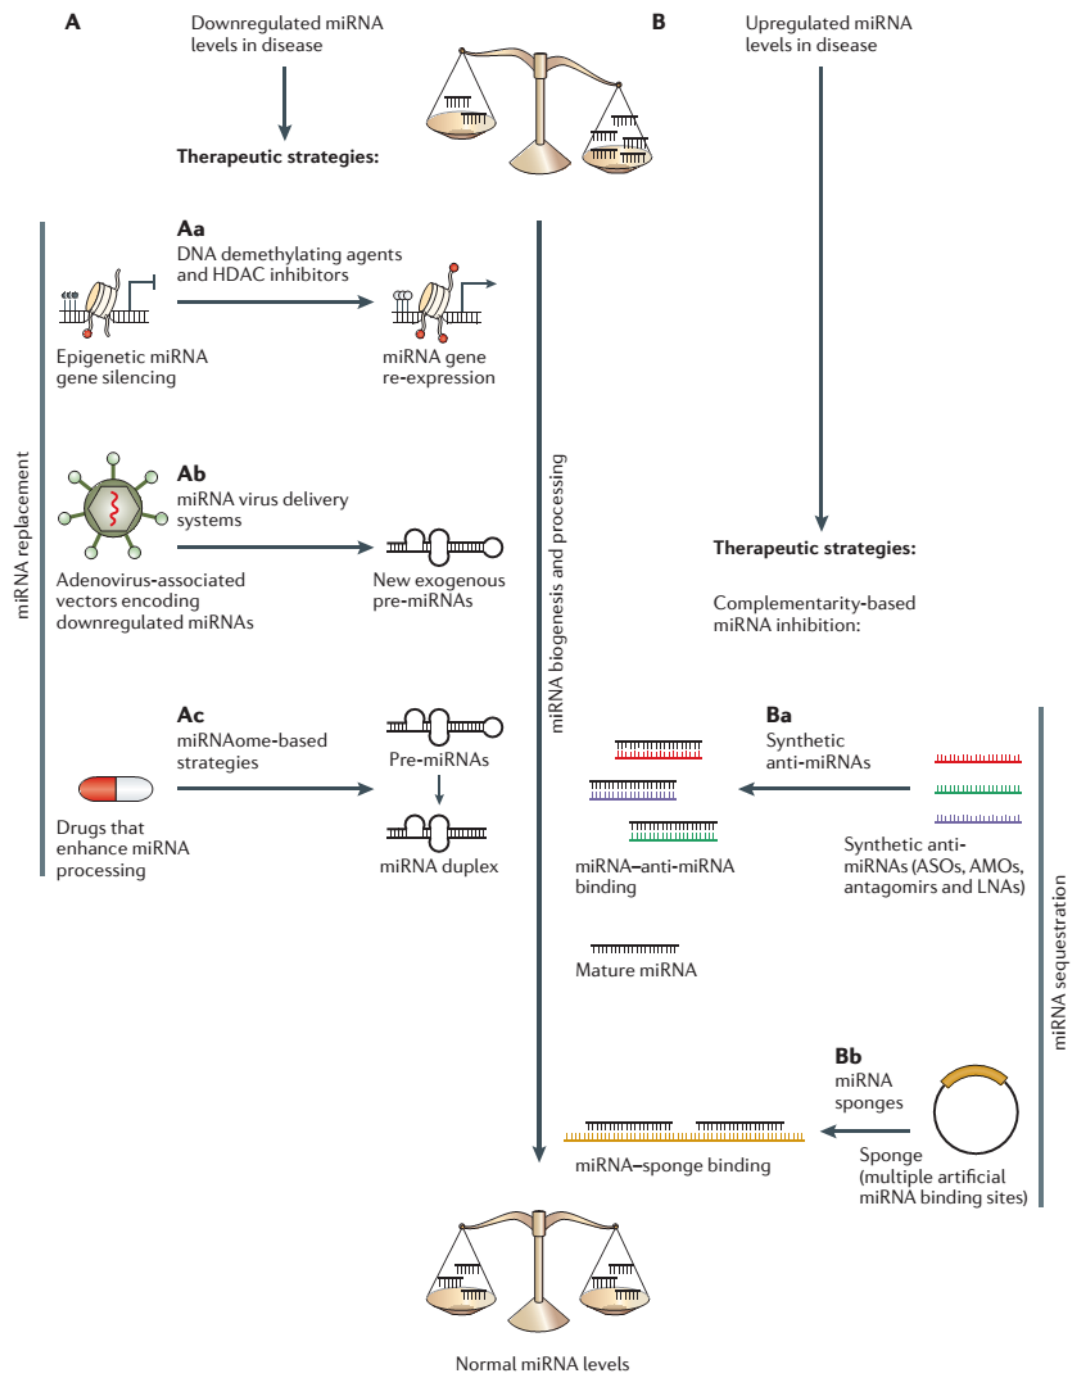 A
Downregulated miRNA
levels in disease
Therapeutic strategies:
B
Upregulated miRNA
levels in disease
miRNA replacement
Aa
DNA demethylating agents
and HDAC inhibitors
Epigenetic miRNA
gene silencing
miRNA gene
re-expression
Ab
miRNA virus delivery
systems
Adenovirus-associated
vectors encoding
downregulated miRNAs
New exogenous
pre-miRNAs
Ac
miRNAome-based
strategies
Drugs that
enhance miRNA
processing
Pre-miRNAs
miRNA duplex
miRNA biogenesis and processing
Therapeutic strategies:
Complementarity-based
miRNA inhibition:
Ba
Synthetic
anti-miRNAs
miRNA–anti-miRNA
binding
Synthetic anti-
miRNAs (ASOs, AMOs,
antagomirs and LNAs)
Mature miRNA
miRNA sequestration
Bb
miRNA
sponges
miRNA–sponge binding
Sponge
(multiple artificial
miRNA binding sites)
Normal miRNA levels